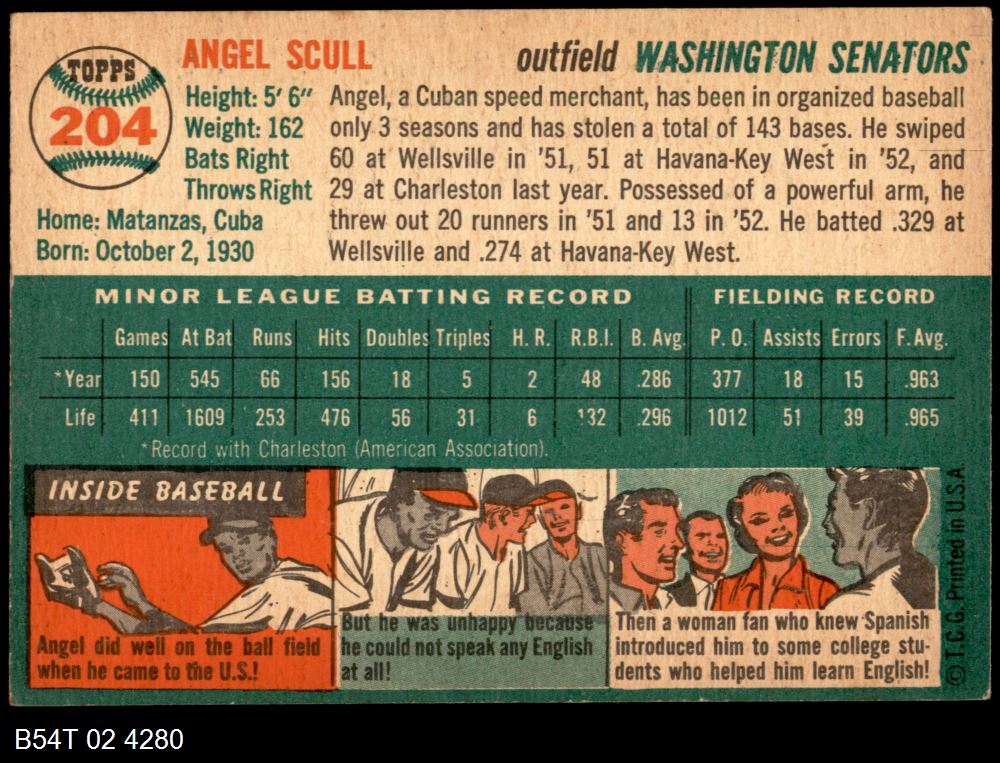 TOPPS
204
ANGEL SCULL
outfield WASHINGTON SENATORS
Height: 5' 6"
Weight: 162
Bats Right
Throws Right
Home: Matanzas, Cuba
Born: October 2, 1930
Angel, a Cuban speed merchant, has been in organized baseball
only 3 seasons and has stolen a total of 143 bases. He swiped
60 at Wellsville in '51, 51 at Havana-Key West in '52, and
29 at Charleston last year. Possessed of a powerful arm, he
threw out 20 runners in '51 and 13 in '52. He batted .329 at
Wellsville and .274 at Havana-Key West.
MINOR LEAGUE BATTING RECORD FIELDING RECORD
Games At Bat Runs Hits Doubles Triples H. R. R.B.I. B. Avg. P. O. Assists Errors F. Avg.
*Year 150 545 66 156 18 5 2 48 .286 377 18 15 .963
Life 411 1609 253 476 56 31 6 132 .296 1012 51 39 .965
*Record with Charleston (American Association).
INSIDE BASEBALL
Angel did well on the ball field
when he came to the U.S.!
But he was unhappy because
he could not speak any English
at all!
Then a woman fan who knew Spanish
introduced him to some college stu-
dents who helped him learn English!
© T.C.G. Printed in U.S.A.
B54T 02 4280